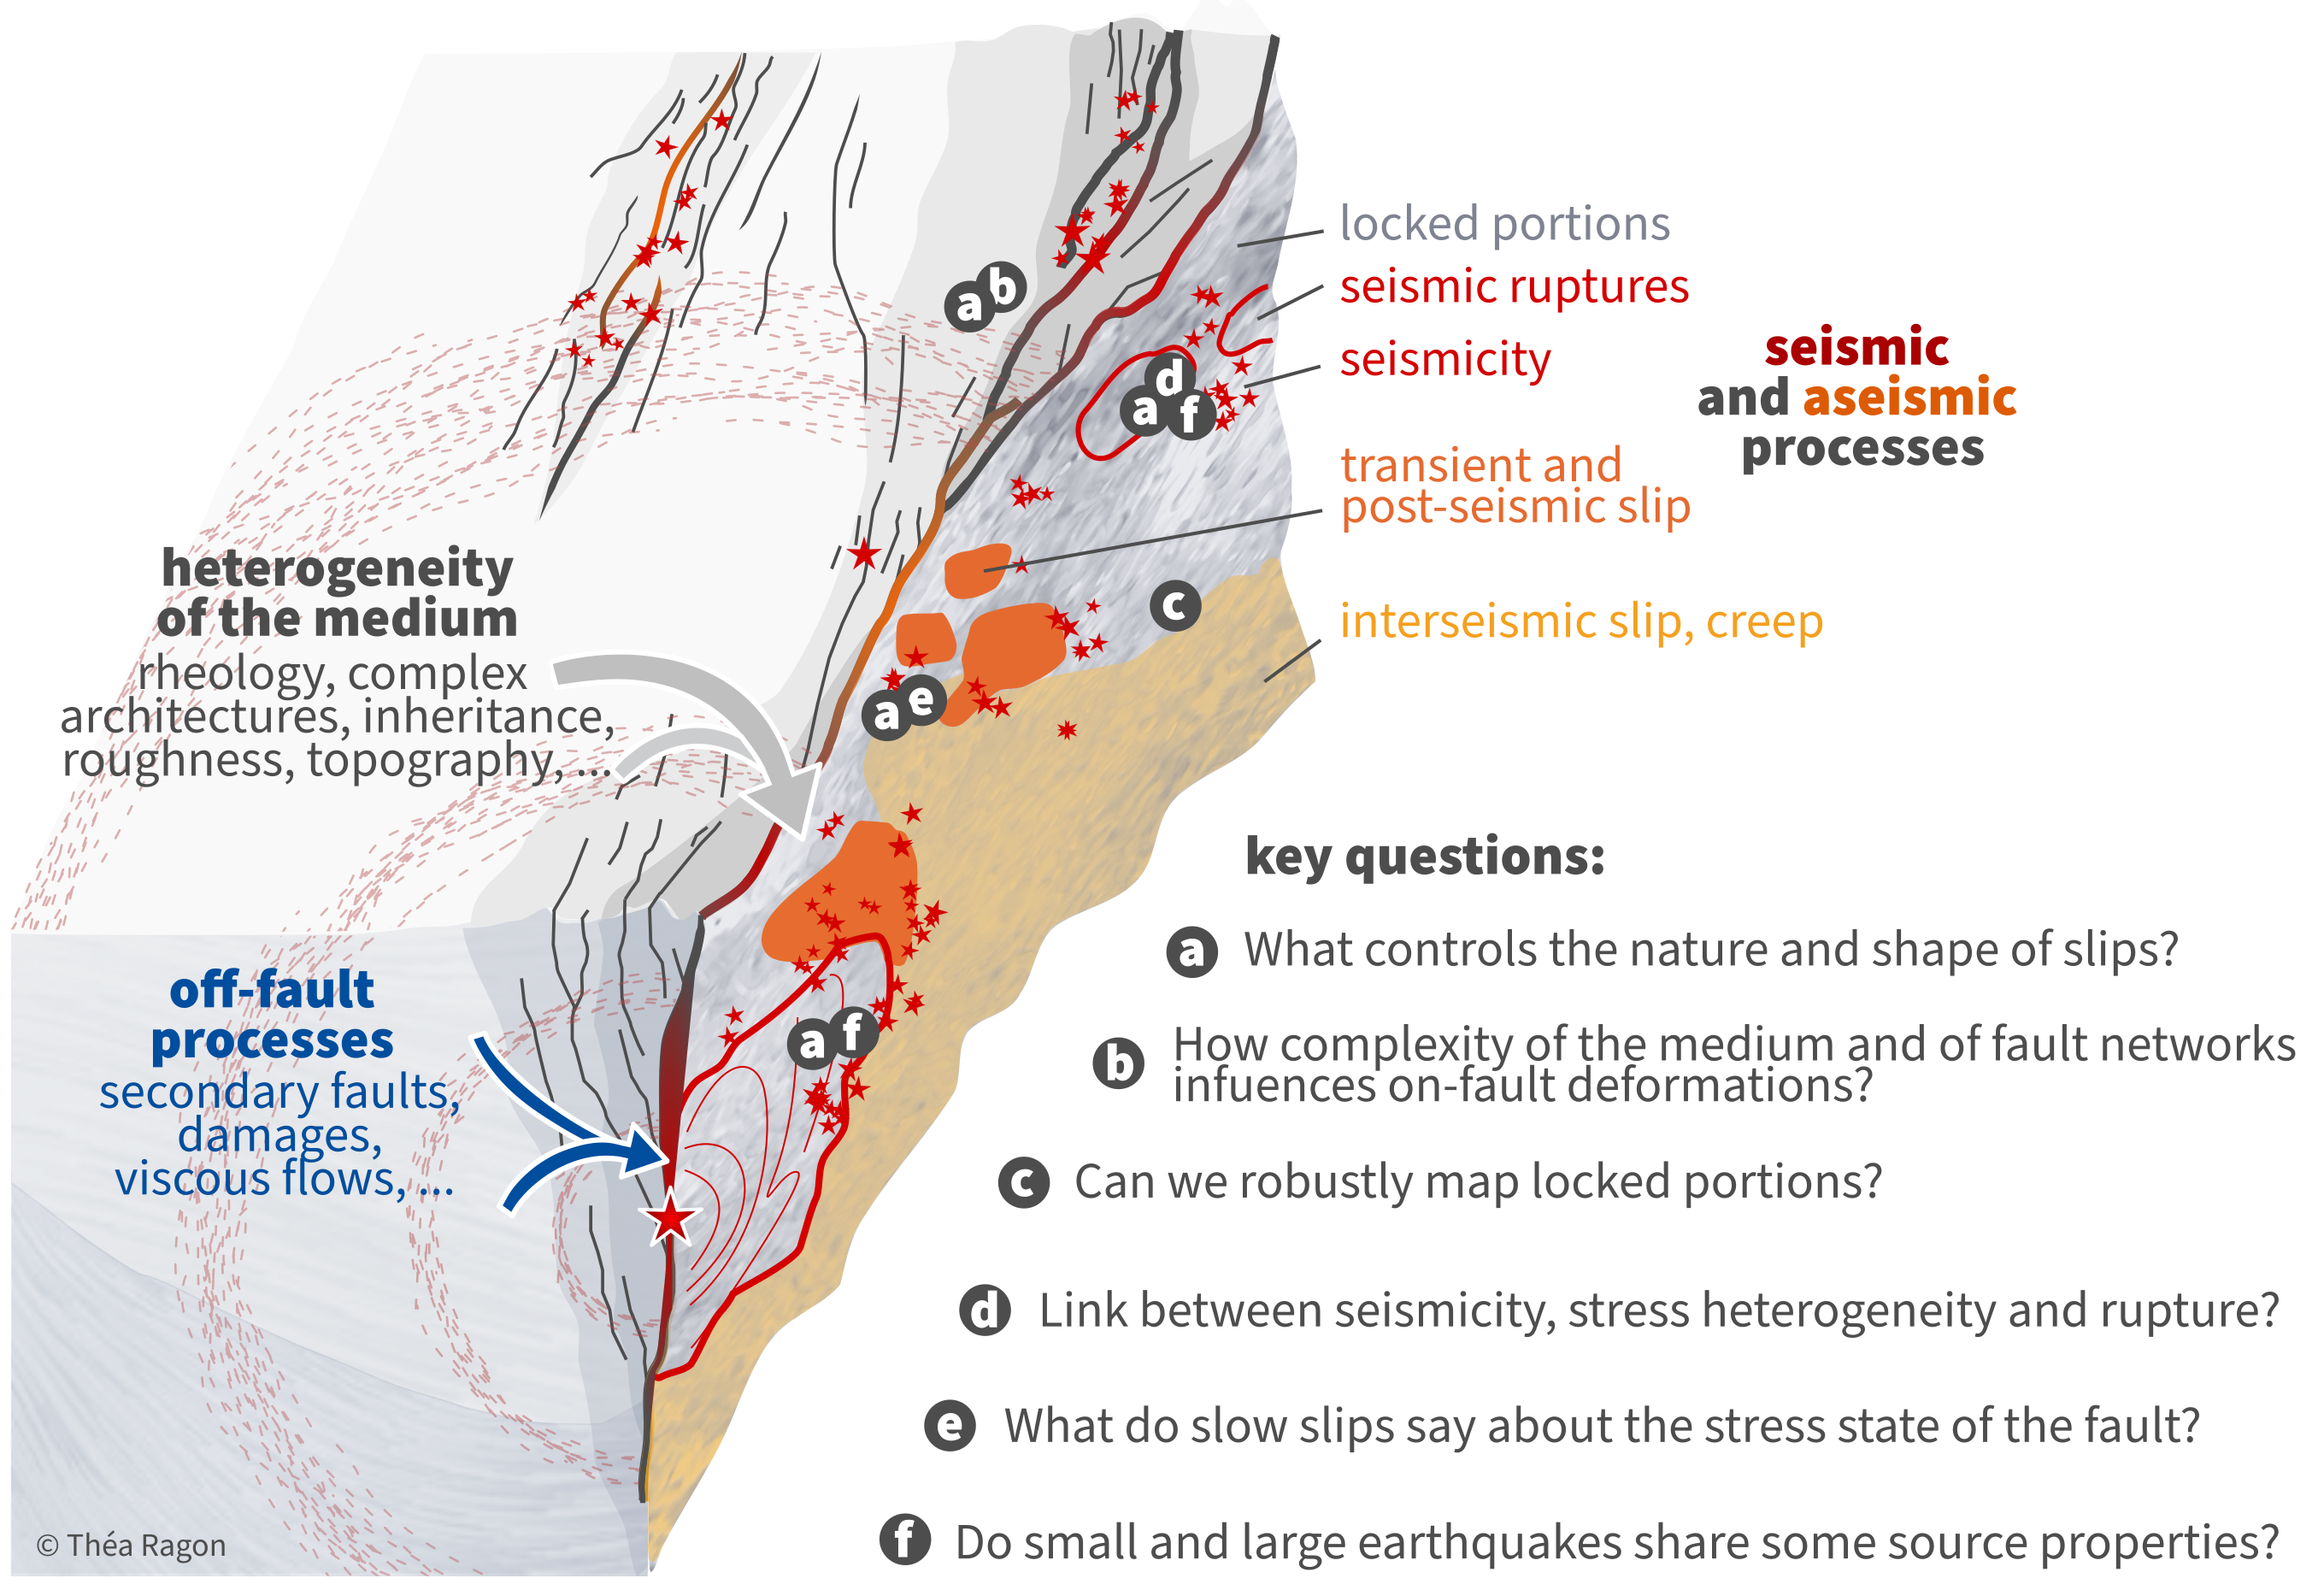 locked portions
seismic ruptures
seismicity
seismic
and aseismic
processes
transient and
post-seismic slip
interseismic slip, creep
a
b
d
a
f
c
a
e
a
f
heterogeneity
of the medium
rheology, complex
architectures, inheritance,
roughness, topography, ...
off-fault
processes
secondary faults,
damages,
viscous flows, ...
key questions:
a What controls the nature and shape of slips?
b How complexity of the medium and of fault networks
infuences on-fault deformations?
c Can we robustly map locked portions?
d Link between seismicity, stress heterogeneity and rupture?
e What do slow slips say about the stress state of the fault?
f Do small and large earthquakes share some source properties?
© Théa Ragon